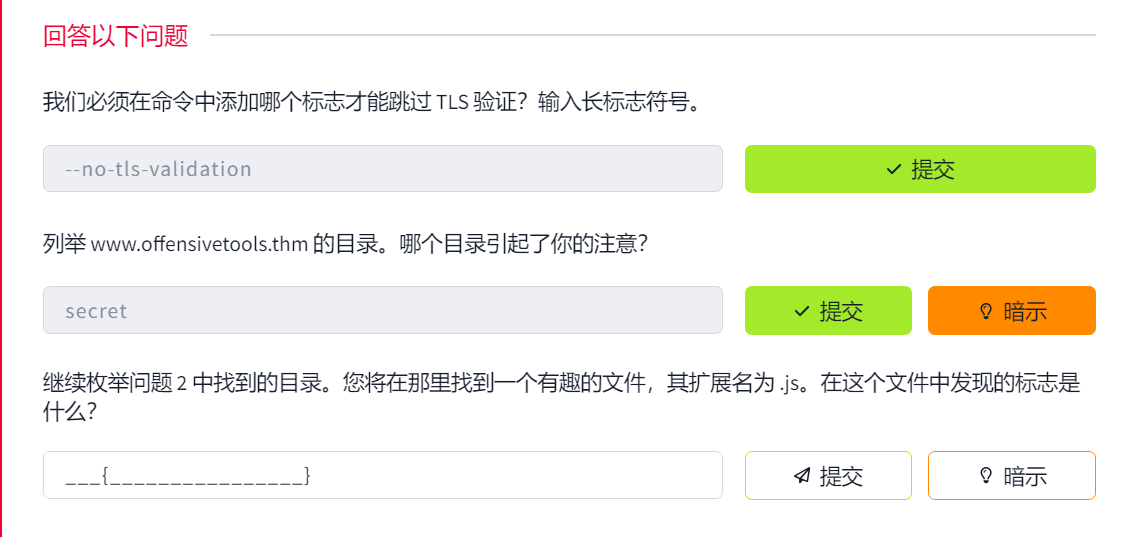 回答以下问题
我们必须在命令中添加哪个标志才能跳过 TLS 验证？输入长标志符号。
--no-tls-validation
提交
列举 www.offensivetools.thm 的目录。哪个目录引起了你的注意？
secret
提交
暗示
继续枚举问题 2 中找到的目录。您将在那里找到一个有趣的文件，其扩展名为 .js。在这个文件中发现的标志是
什么？
___{________________}
提交
暗示